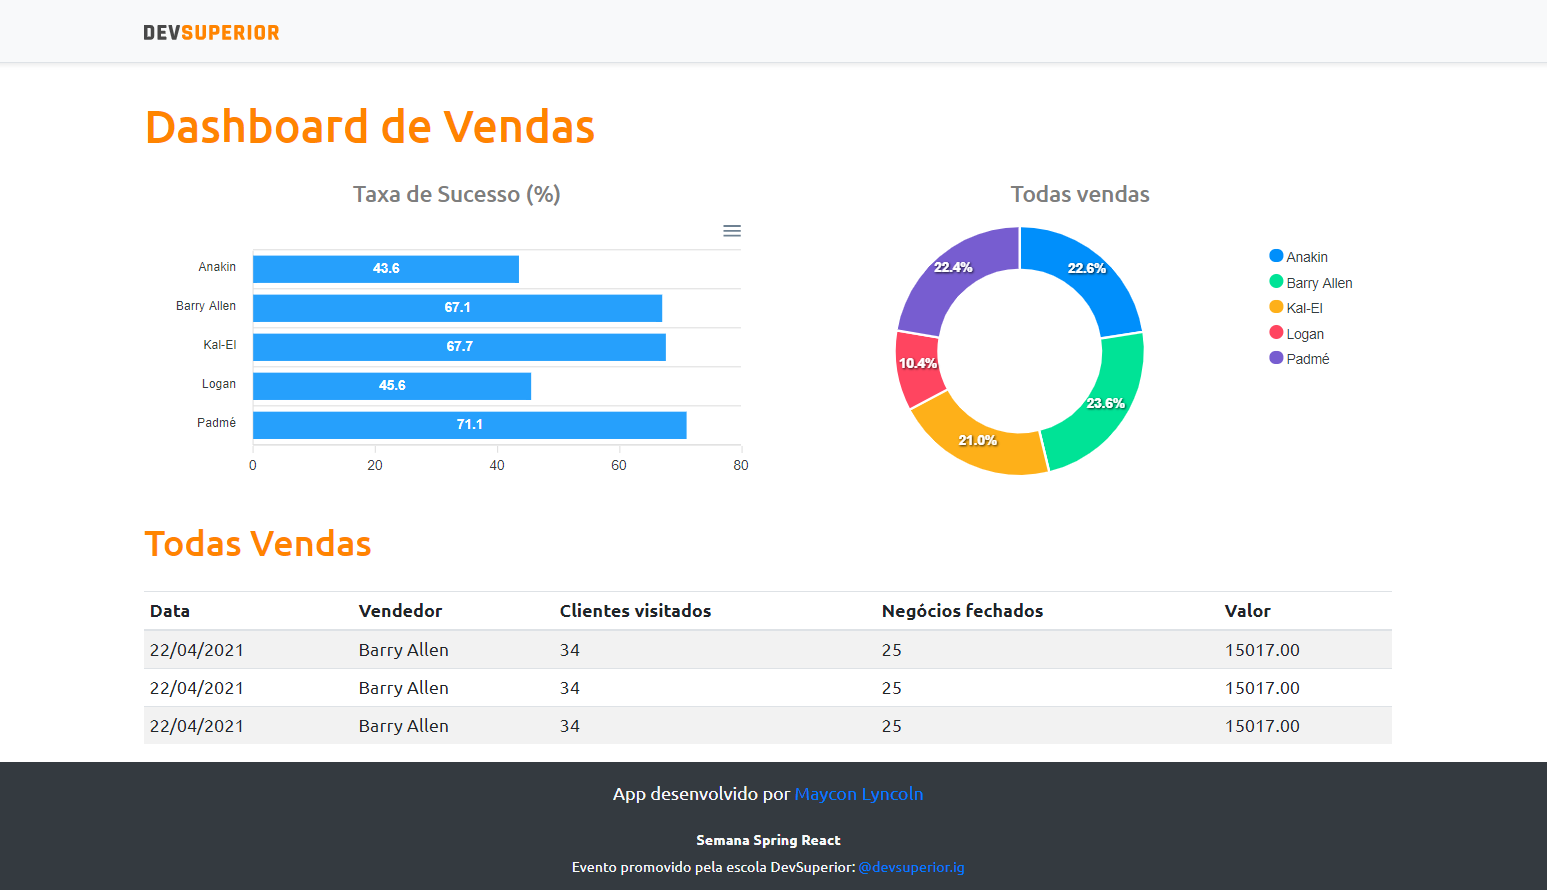 DEVSUPERIOR
Dashboard de Vendas
Taxa de Sucesso (%)
Anakin 43.6
Barry Allen 67.1
Kal-El 67.7
Logan 45.6
Padmé 71.1
0 20 40 60 80
Todas vendas
22.4% 22.6%
10.4%
23.6%
21.0%
Anakin
Barry Allen
Kal-El
Logan
Padmé
Todas Vendas
Data Vendedor Clientes visitados Negócios fechados Valor
22/04/2021 Barry Allen 34 25 15017.00
22/04/2021 Barry Allen 34 25 15017.00
22/04/2021 Barry Allen 34 25 15017.00
App desenvolvido por Maycon Lyncoln
Semana Spring React
Evento promovido pela escola DevSuperior: @devsuperior.ig